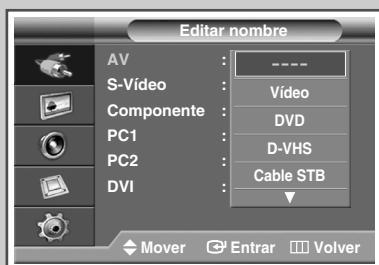 Editar nombre
AV : ----
S-Vídeo : Vídeo
Componente : DVD
PC1 : D-VHS
PC2 : Cable STB
DVI : ▼
Mover Entrar Volver